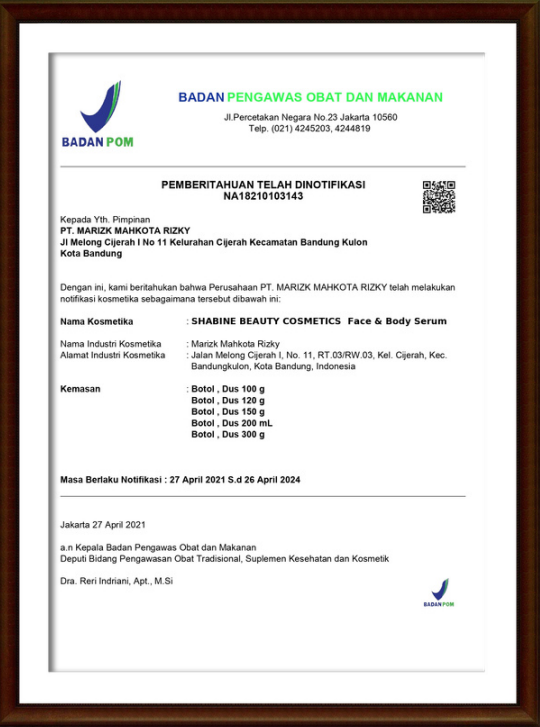 BADAN POM
BADAN PENGAWAS OBAT DAN MAKANAN
Jl.Percetakan Negara No.23 Jakarta 10560
Telp. (021) 4245203, 4244819
PEMBERITAHUAN TELAH DINOTIFIKASI
NA18210103143
Kepada Yth. Pimpinan
PT. MARIZK MAHKOTA RIZKY
Jl Melong Cijerah I No 11 Kelurahan Cijerah Kecamatan Bandung Kulon
Kota Bandung
Dengan ini, kami beritahukan bahwa Perusahaan PT. MARIZK MAHKOTA RIZKY telah melakukan
notifikasi kosmetika sebagaimana tersebut dibawah ini:
Nama Kosmetika : SHABINE BEAUTY COSMETICS Face & Body Serum
Nama Industri Kosmetika : Marizk Mahkota Rizky
Alamat Industri Kosmetika : Jalan Melong Cijerah I, No. 11, RT.03/RW.03, Kel. Cijerah, Kec.
Bandungkulon, Kota Bandung, Indonesia
Kemasan : Botol , Dus 100 g
Botol , Dus 120 g
Botol , Dus 150 g
Botol , Dus 200 mL
Botol , Dus 300 g
Masa Berlaku Notifikasi : 27 April 2021 S.d 26 April 2024
Jakarta 27 April 2021
a.n Kepala Badan Pengawas Obat dan Makanan
Deputi Bidang Pengawasan Obat Tradisional, Suplemen Kesehatan dan Kosmetik
Dra. Reri Indriani, Apt., M.Si
BADAN POM